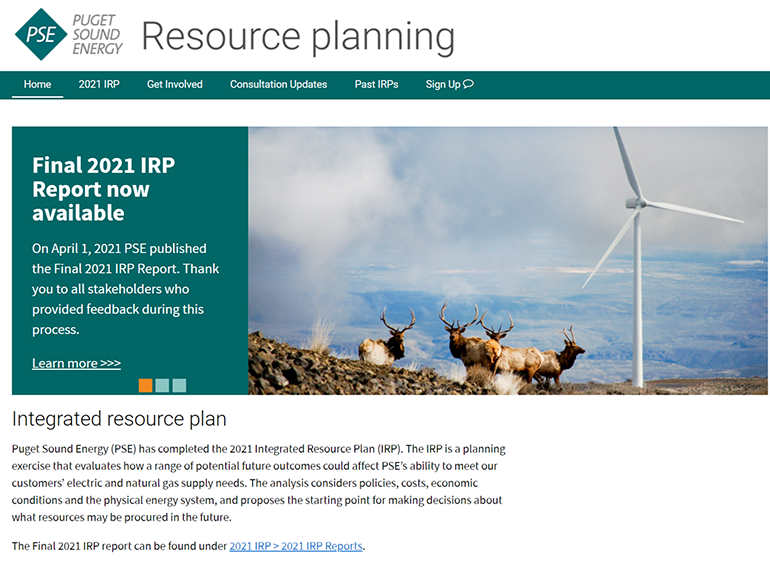 PSE
PUGET
SOUND
ENERGY
Resource planning
Home 2021 IRP Get Involved Consultation Updates Past IRPs Sign Up
Final 2021 IRP
Report now
available
On April 1, 2021 PSE published
the Final 2021 IRP Report. Thank
you to all stakeholders who
provided feedback during this
process.
Learn more >>>
Integrated resource plan
Puget Sound Energy (PSE) has completed the 2021 Integrated Resource Plan (IRP). The IRP is a planning
exercise that evaluates how a range of potential future outcomes could affect PSE's ability to meet our
customers' electric and natural gas supply needs. The analysis considers policies, costs, economic
conditions and the physical energy system, and proposes the starting point for making decisions about
what resources may be procured in the future.
The Final 2021 IRP report can be found under 2021 IRP > 2021 IRP Reports.